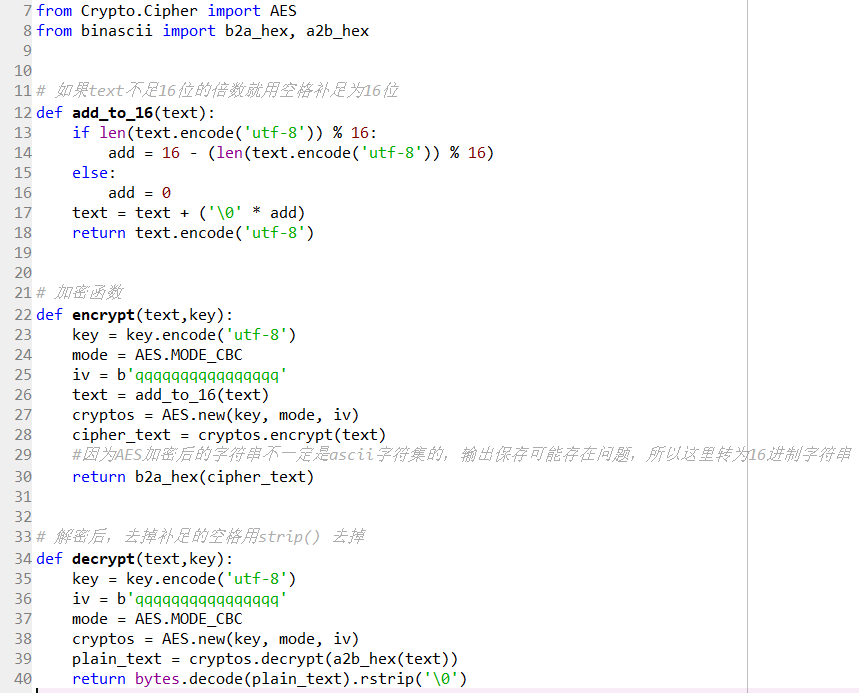 7 from Crypto.Cipher import AES
8 from binascii import b2a_hex, a2b_hex
9
10
11 # 如果text不足16位的倍数就用空格补足为16位
12 def add_to_16(text):
13     if len(text.encode('utf-8')) % 16:
14         add = 16 - (len(text.encode('utf-8')) % 16)
15     else:
16         add = 0
17     text = text + ('\0' * add)
18     return text.encode('utf-8')
19
20
21 # 加密函数
22 def encrypt(text,key):
23     key = key.encode('utf-8')
24     mode = AES.MODE_CBC
25     iv = b'qqqqqqqqqqqqqqqq'
26     text = add_to_16(text)
27     cryptos = AES.new(key, mode, iv)
28     cipher_text = cryptos.encrypt(text)
29     #因为AES加密后的字符串不一定是ascii字符集的，输出保存可能存在问题，所以这里转为16进制字符串
30     return b2a_hex(cipher_text)
31
32
33 # 解密后，去掉补足的空格用strip() 去掉
34 def decrypt(text,key):
35     key = key.encode('utf-8')
36     iv = b'qqqqqqqqqqqqqqqq'
37     mode = AES.MODE_CBC
38     cryptos = AES.new(key, mode, iv)
39     plain_text = cryptos.decrypt(a2b_hex(text))
40     return bytes.decode(plain_text).rstrip('\0')